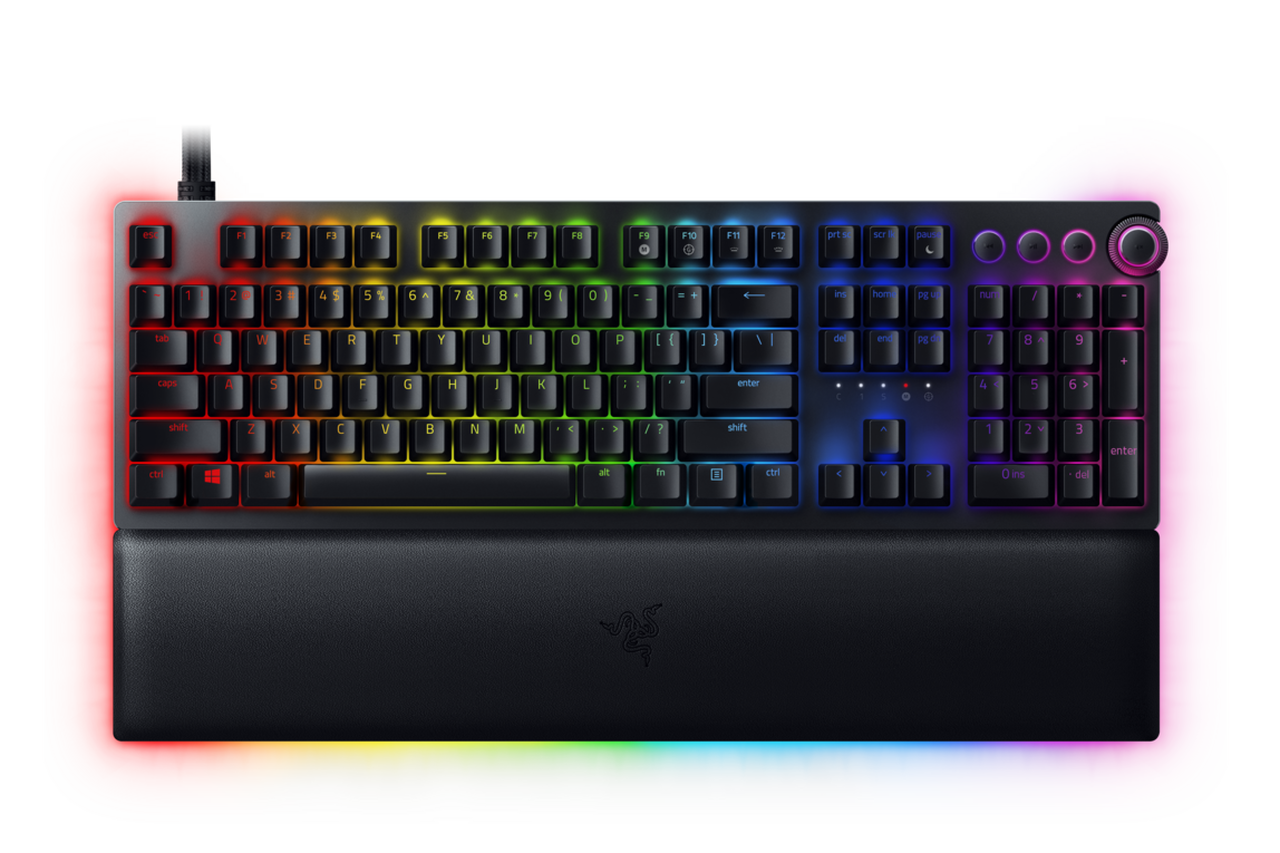 esc F1 F2 F3 F4 F5 F6 F7 F8 F9 F10 F11 F12 prt sc scr lk pause
~ 1 ! 2 @ 3 # 4 $ 5 % 6 ^ 7 & 8 * 9 ( 0 ) - _ = + ins home pg up num / * -
tab Q W E R T Y U I O P [ { ] } \ | del end pg dn 7 8 9 +
caps A S D F G H J K L ; : ' " enter 4 5 6
shift Z X C V B N M , < . > / ? shift 1 2 3 enter
ctrl alt alt fn ctrl 0 ins . del